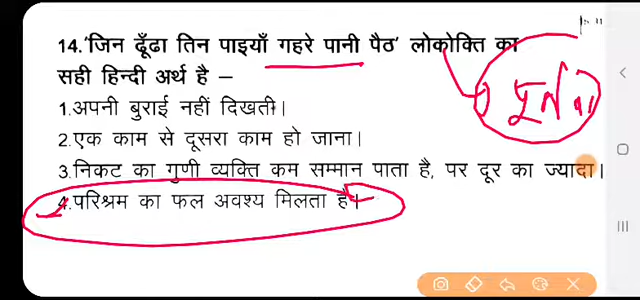 14. 'जिन ढूँढा तिन पाइयाँ गहरे पानी पैठ' लोकोक्ति का
सही हिन्दी अर्थ है –
1.अपनी बुराई नहीं दिखती।
2.एक काम से दूसरा काम हो जाना।
3.निकट का गुणी व्यक्ति कम सम्मान पाता है, पर दूर का ज्यादा।
4.परिश्रम का फल अवश्य मिलता है।